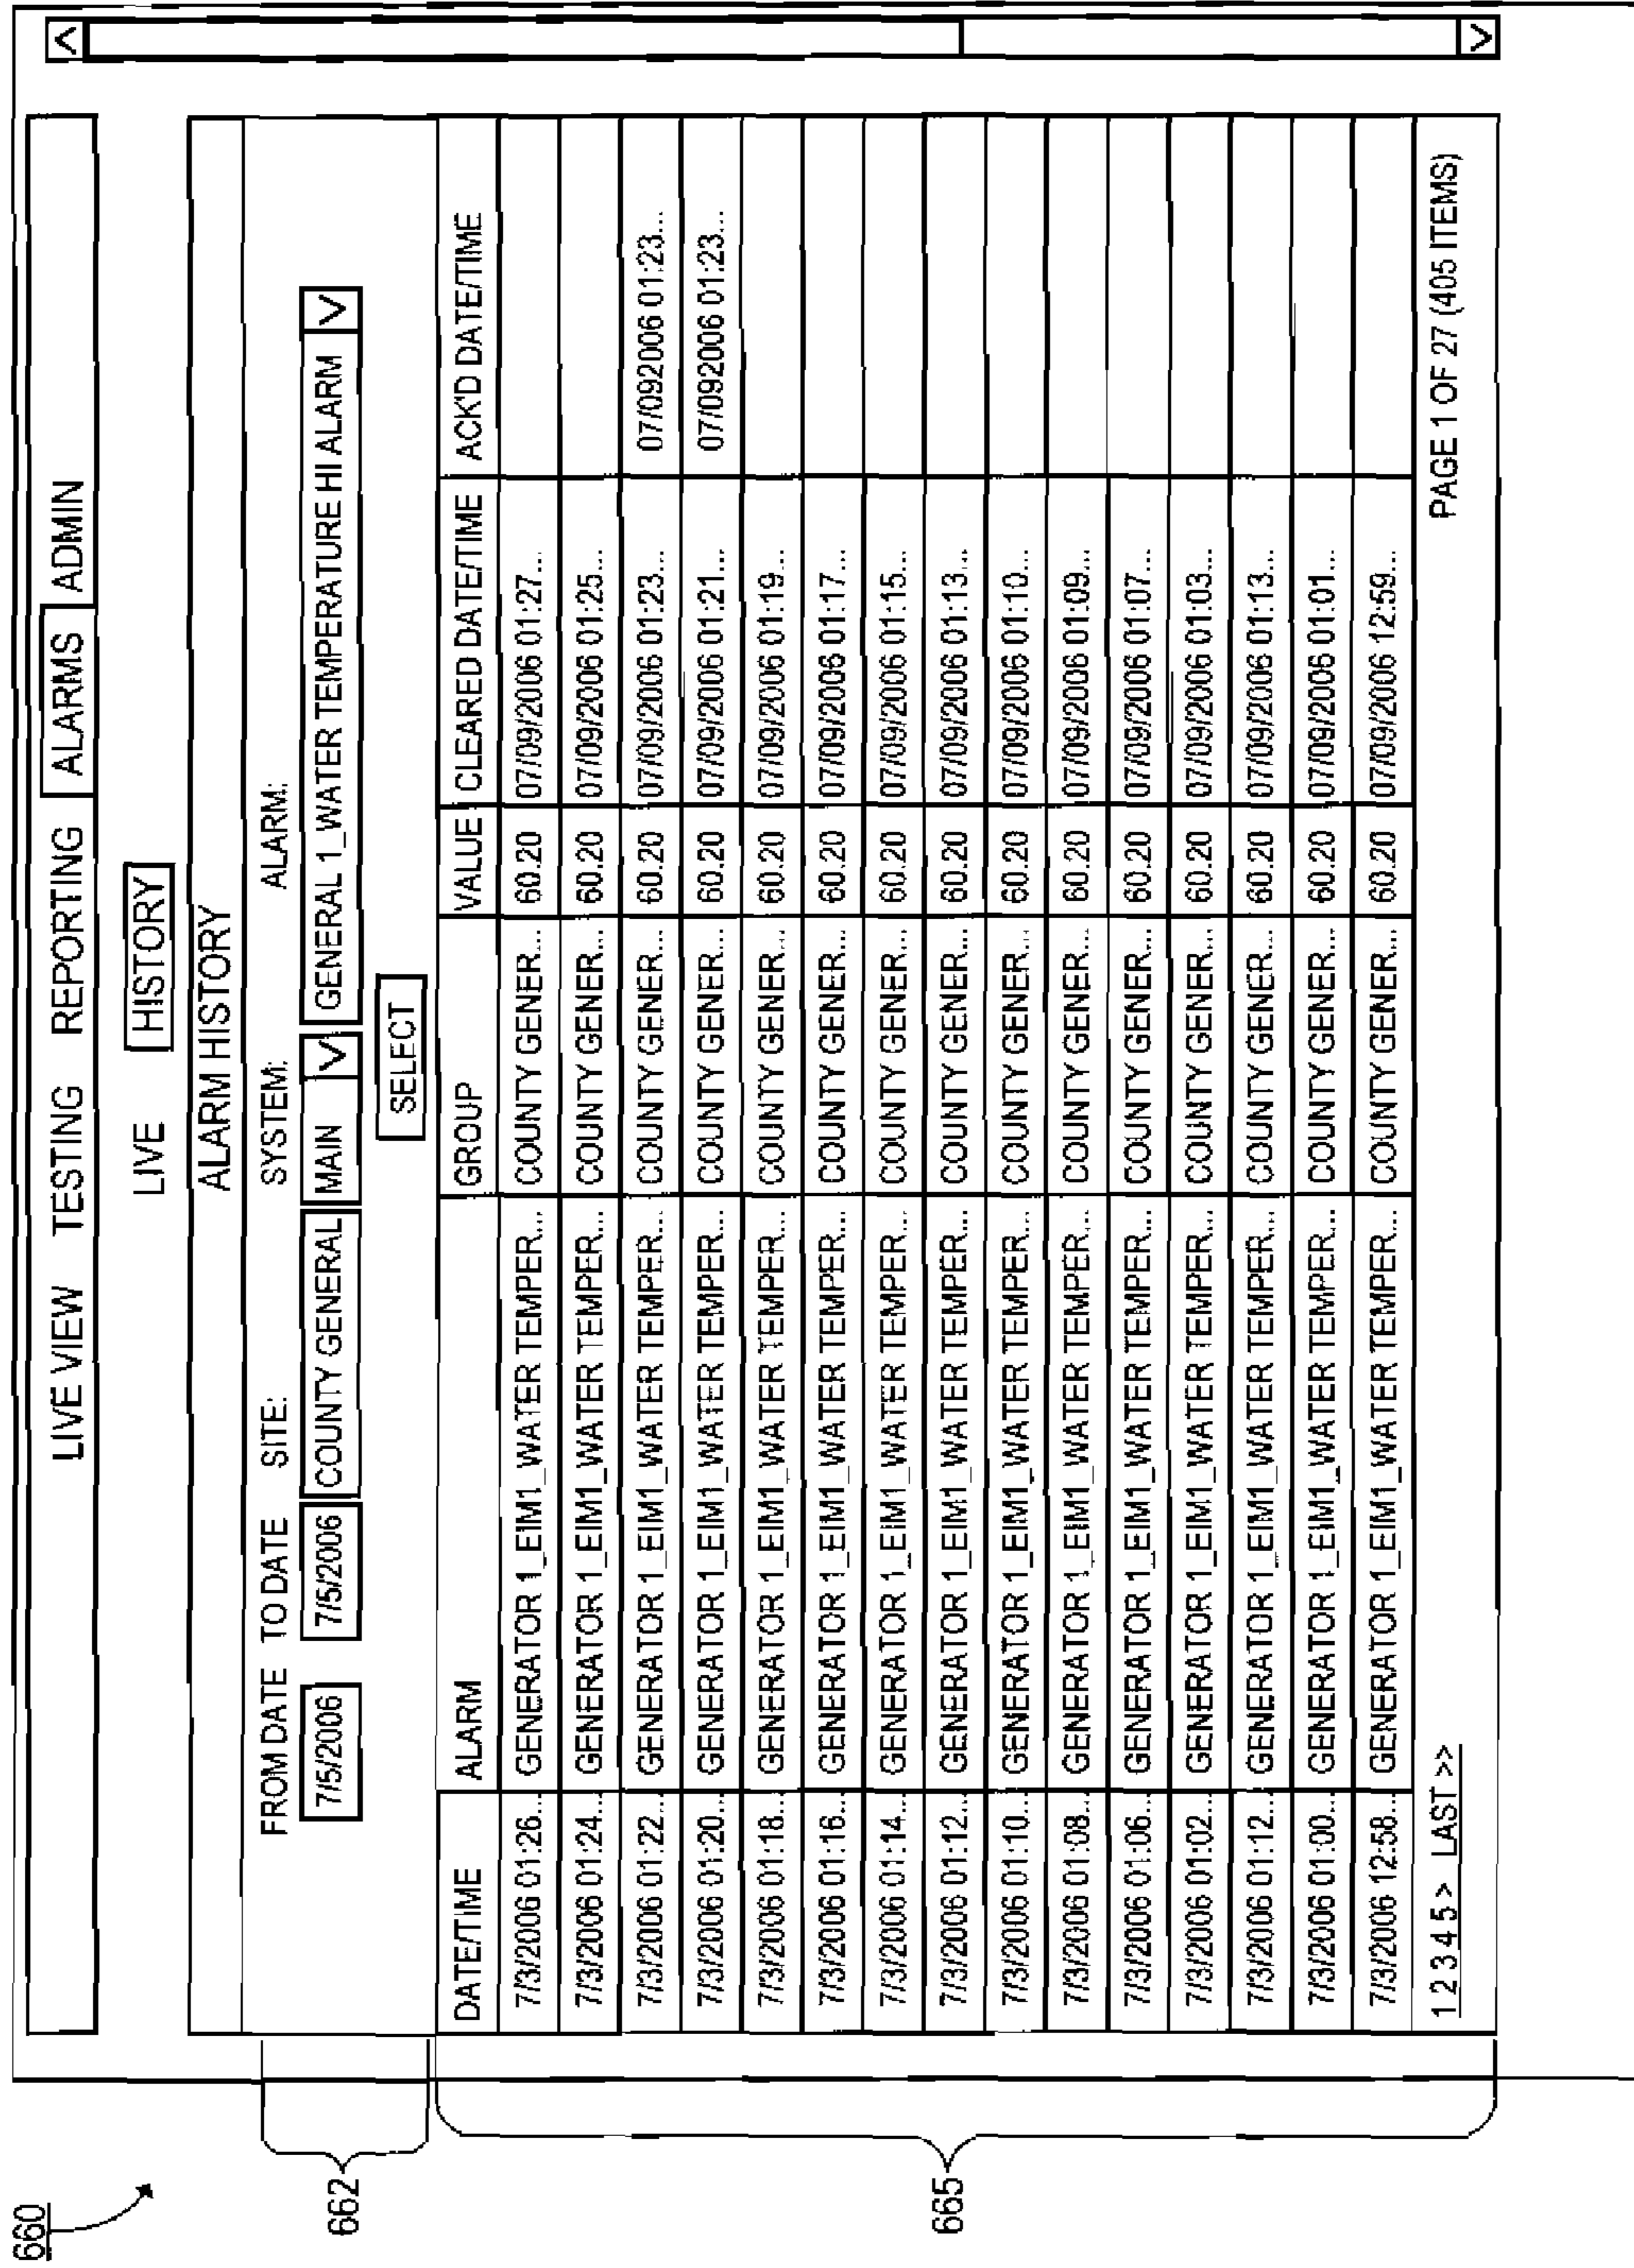 660
LIVE VIEW TESTING REPORTING ALARMS ADMIN
LIVE HISTORY
ALARM HISTORY
FROM DATE TO DATE SITE: SYSTEM: ALARM:
7/5/2006 7/5/2006 COUNTY GENERAL MAIN V GENERAL 1_WATER TEMPERATURE HI ALARM V
SELECT
662
DATE/TIME ALARM GROUP VALUE CLEARED DATE/TIME ACK'D DATE/TIME
7/3/2006 01:26... GENERATOR 1_EIM1_WATER TEMPER... COUNTY GENER... 60.20 07/09/2006 01:27...
7/3/2006 01:24... GENERATOR 1_EIM1_WATER TEMPER... COUNTY GENER... 60.20 07/09/2006 01:25...
7/3/2006 01:22... GENERATOR 1_EIM1_WATER TEMPER... COUNTY GENER... 60.20 07/09/2006 01:23... 07/092006 01:23...
7/3/2006 01:20... GENERATOR 1_EIM1_WATER TEMPER... COUNTY GENER... 60.20 07/09/2006 01:21... 07/092006 01:23...
7/3/2006 01:18... GENERATOR 1_EIM1_WATER TEMPER... COUNTY GENER... 60.20 07/09/2006 01:19...
7/3/2006 01:16... GENERATOR 1_EIM1_WATER TEMPER... COUNTY GENER... 60.20 07/09/2006 01:17...
7/3/2006 01:14... GENERATOR 1_EIM1_WATER TEMPER... COUNTY GENER... 60.20 07/09/2006 01:15...
7/3/2006 01:12... GENERATOR 1_EIM1_WATER TEMPER... COUNTY GENER... 60.20 07/09/2006 01:13...
7/3/2006 01:10... GENERATOR 1_EIM1_WATER TEMPER... COUNTY GENER... 60.20 07/09/2006 01:10...
7/3/2006 01:08... GENERATOR 1_EIM1_WATER TEMPER... COUNTY GENER... 60.20 07/09/2006 01:09...
7/3/2006 01:06... GENERATOR 1_EIM1_WATER TEMPER... COUNTY GENER... 60.20 07/09/2006 01:07...
7/3/2006 01:02... GENERATOR 1_EIM1_WATER TEMPER... COUNTY GENER... 60.20 07/09/2006 01:03...
7/3/2006 01:12... GENERATOR 1_EIM1_WATER TEMPER... COUNTY GENER... 60.20 07/09/2006 01:13...
7/3/2006 01:00... GENERATOR 1_EIM1_WATER TEMPER... COUNTY GENER... 60.20 07/09/2006 01:01...
7/3/2006 12:58... GENERATOR 1_EIM1_WATER TEMPER... COUNTY GENER... 60.20 07/09/2006 12:59...
665
1 2 3 4 5 > LAST >> PAGE 1 OF 27 (405 ITEMS)